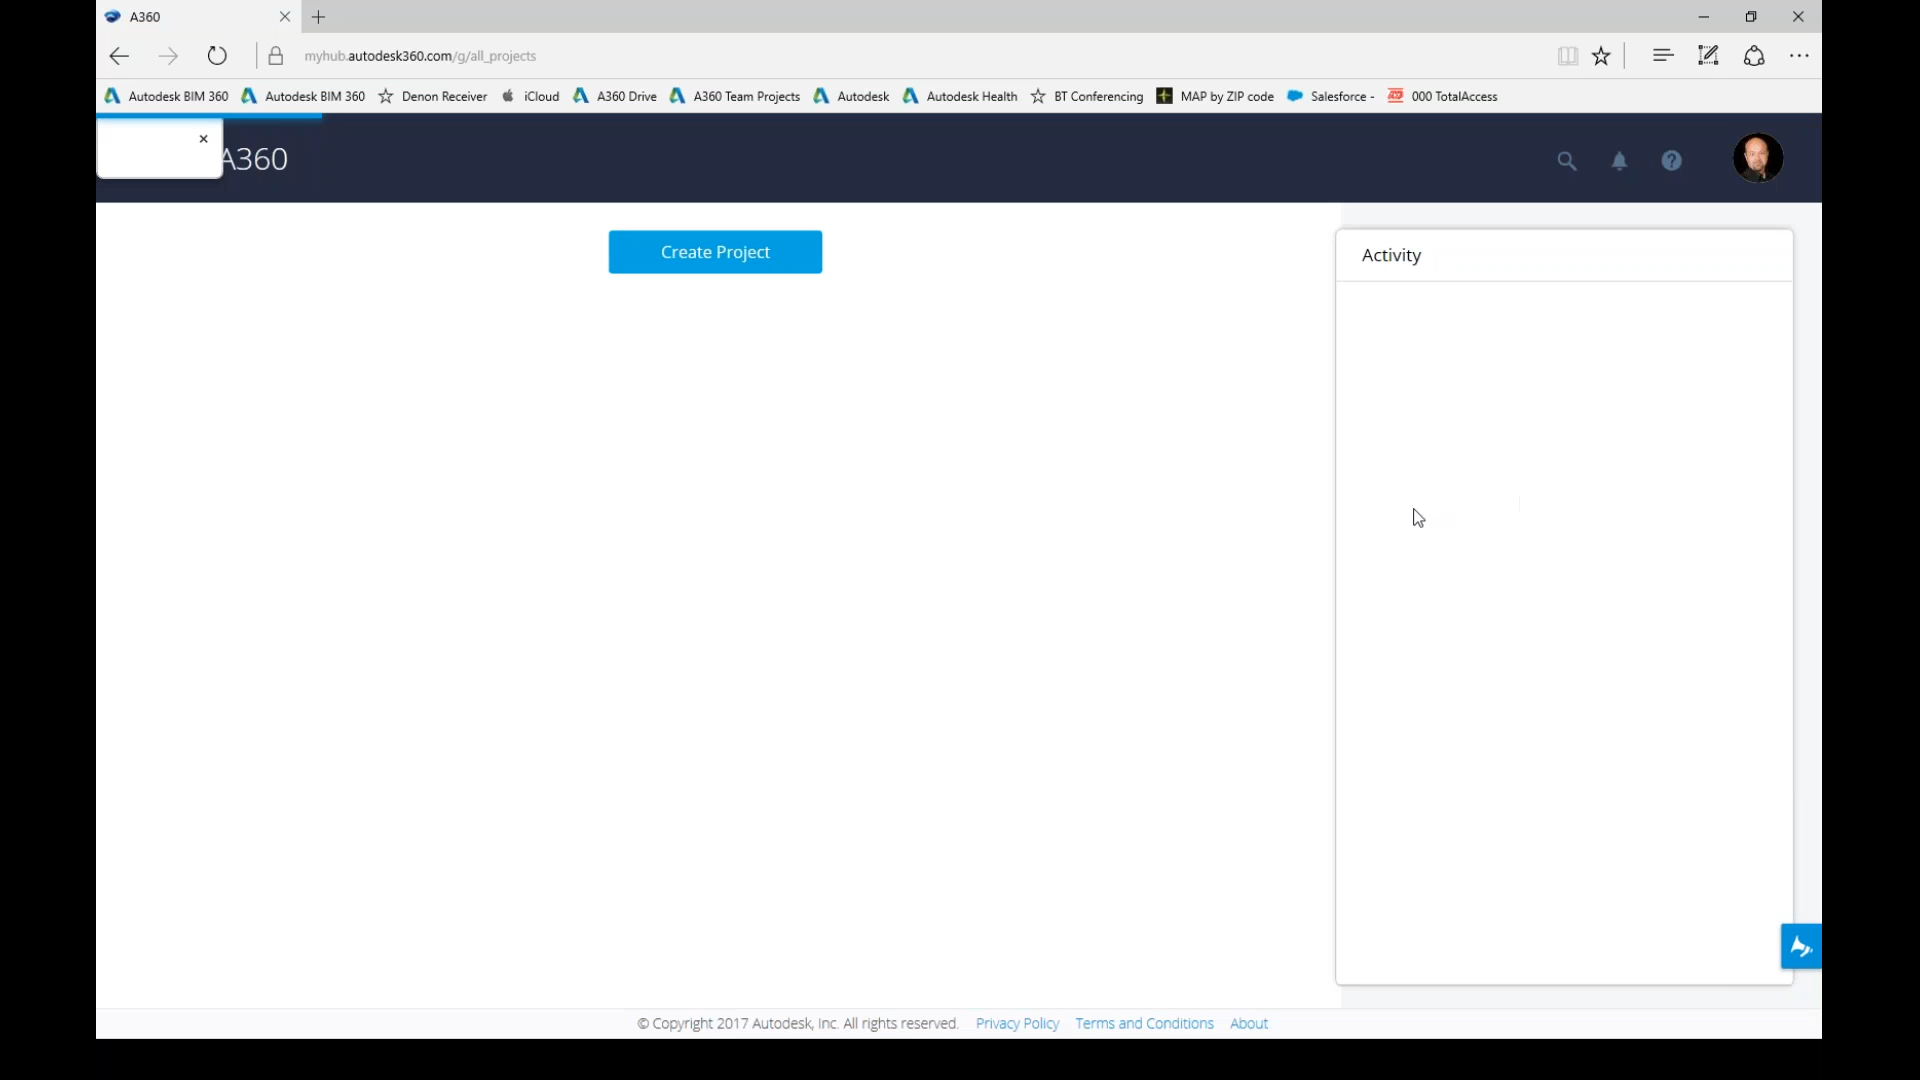 A360
myhub.autodesk360.com/g/all_projects
Autodesk BIM 360 Autodesk BIM 360 Denon Receiver iCloud A360 Drive A360 Team Projects Autodesk Autodesk Health BT Conferencing MAP by ZIP code Salesforce - 000 TotalAccess
A360
Create Project
Activity
© Copyright 2017 Autodesk, Inc. All rights reserved. Privacy Policy Terms and Conditions About